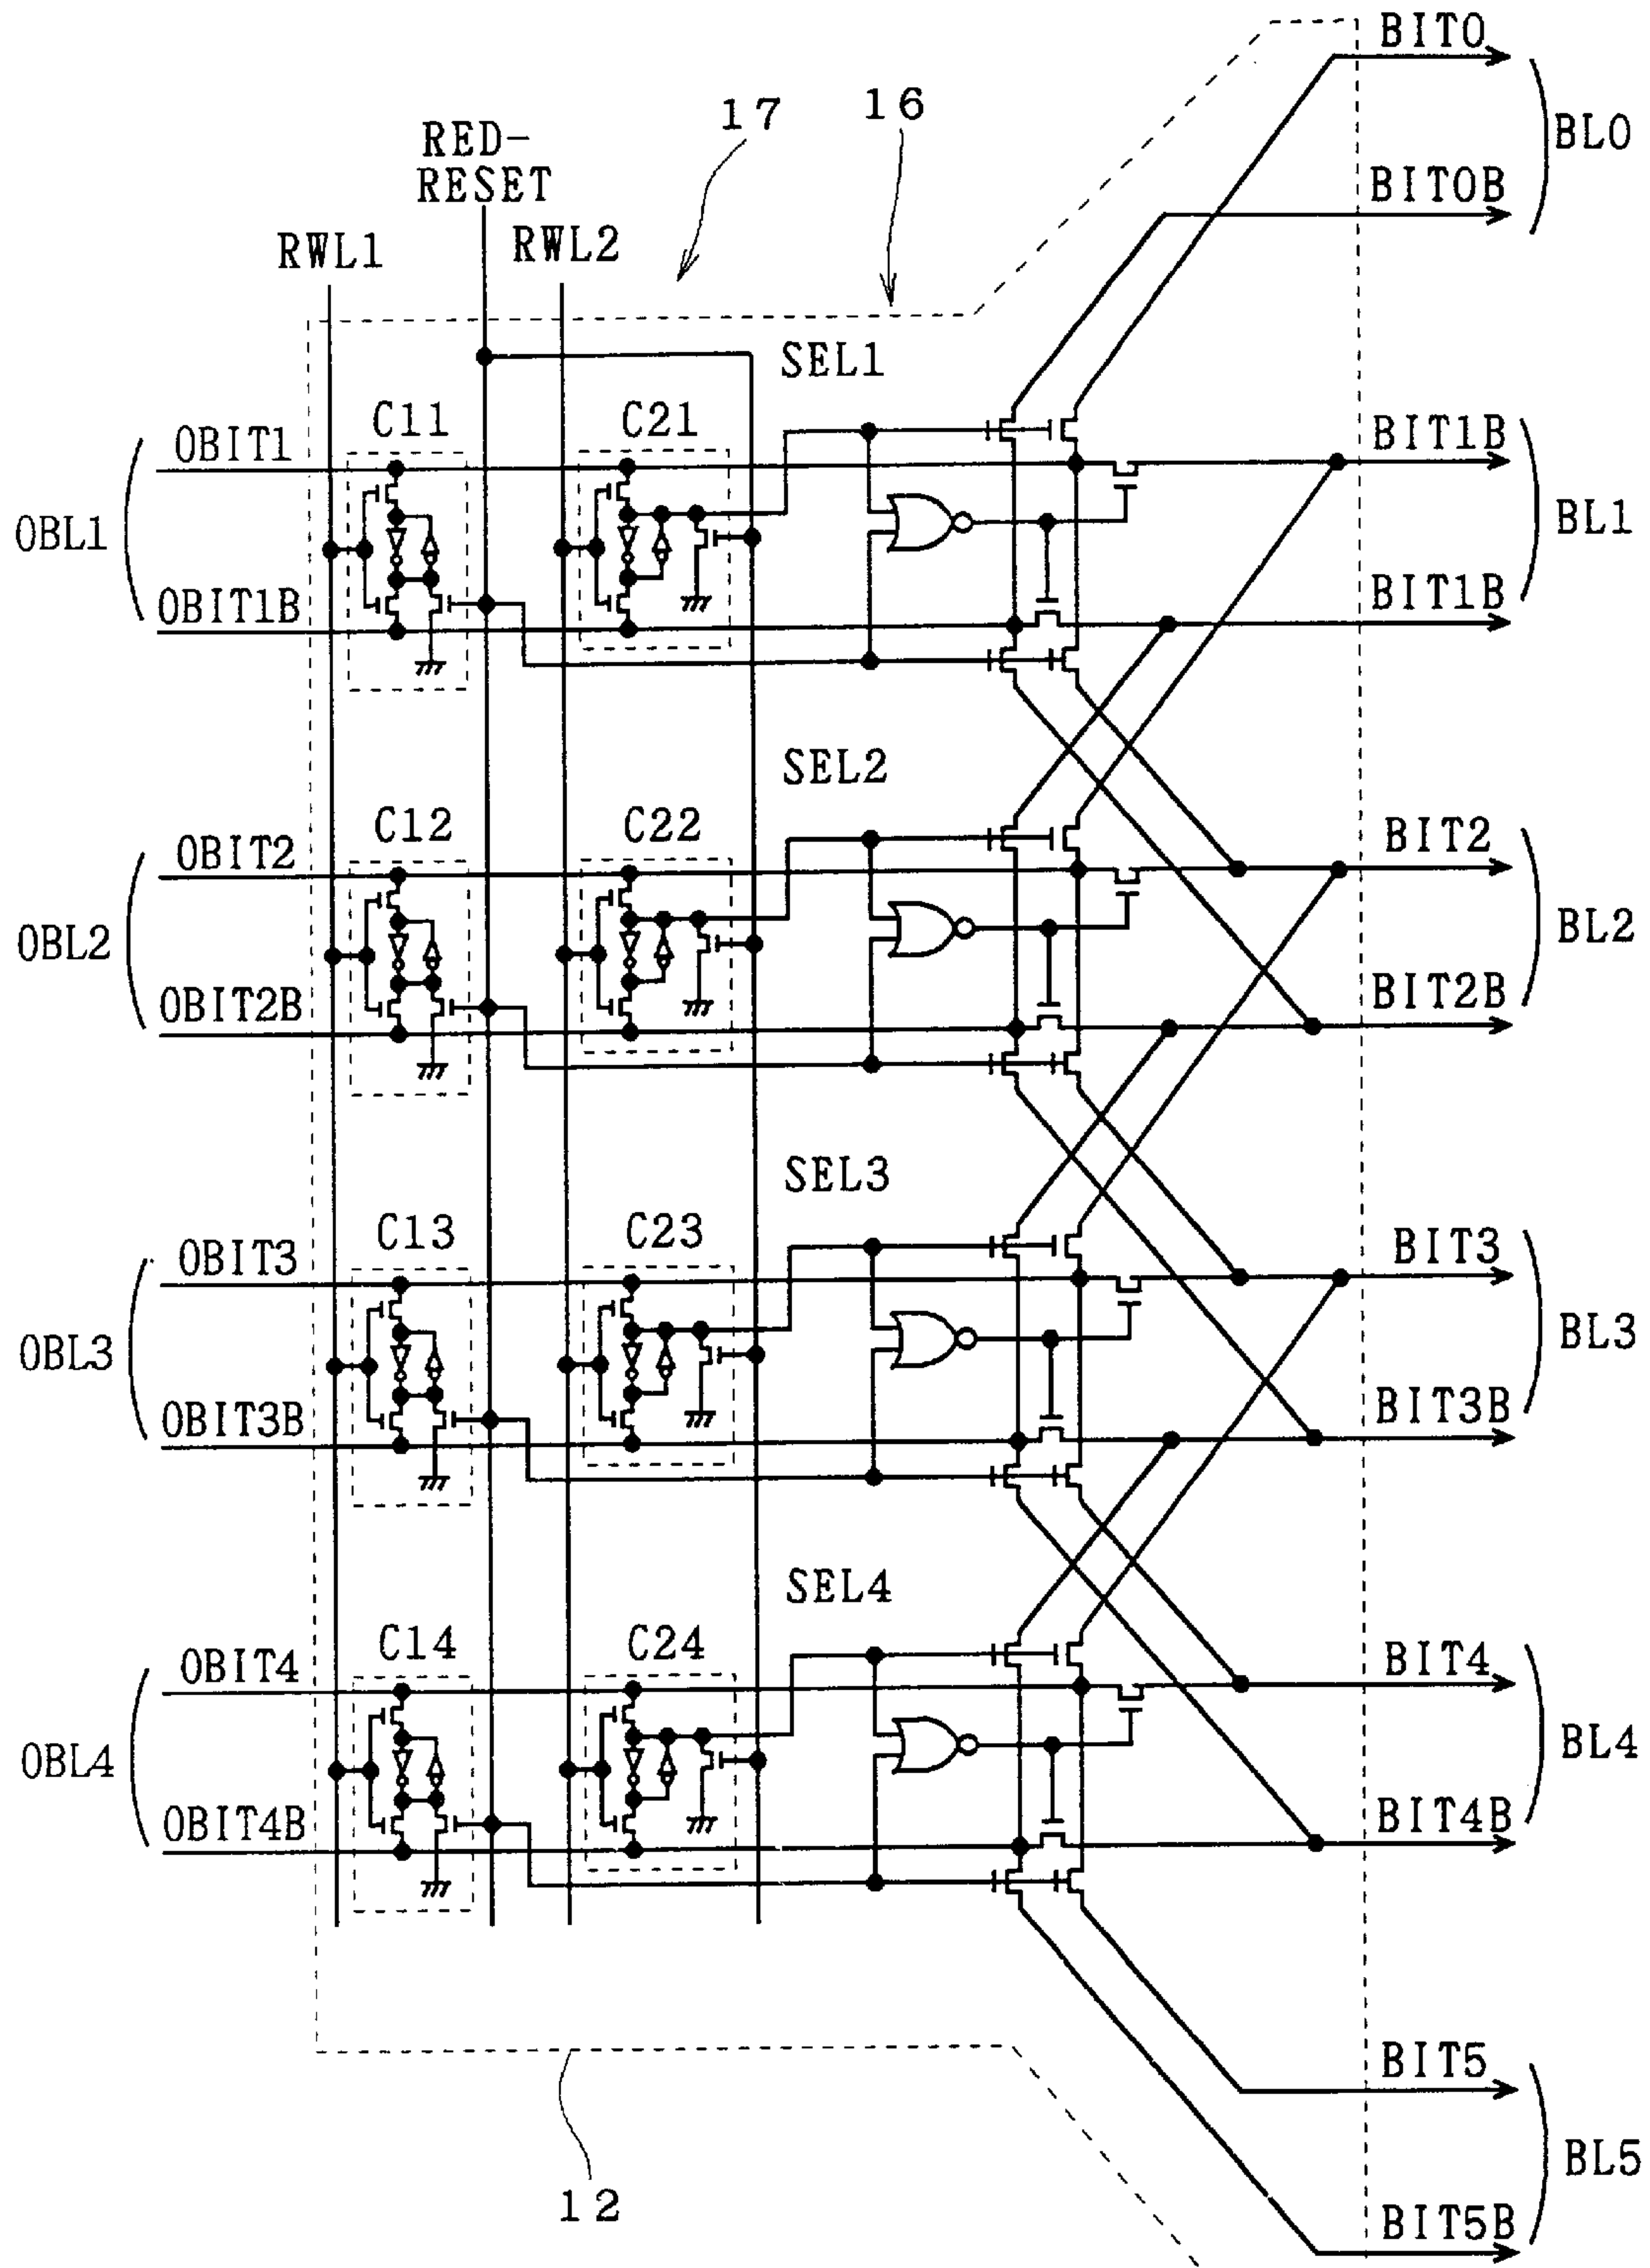 BIT0
16
17
BL0
RED-
RESET
BIT0B
RWL1
RWL2
SEL1
C11
C21
OBIT1
BIT1B
OBL1
BL1
OBIT1B
BIT1B
SEL2
C12
C22
OBIT2
BIT2
OBL2
BL2
OBIT2B
BIT2B
SEL3
C13
C23
OBIT3
BIT3
OBL3
BL3
OBIT3B
BIT3B
SEL4
C14
C24
OBIT4
BIT4
OBL4
BL4
OBIT4B
BIT4B
BIT5
BL5
12
BIT5B